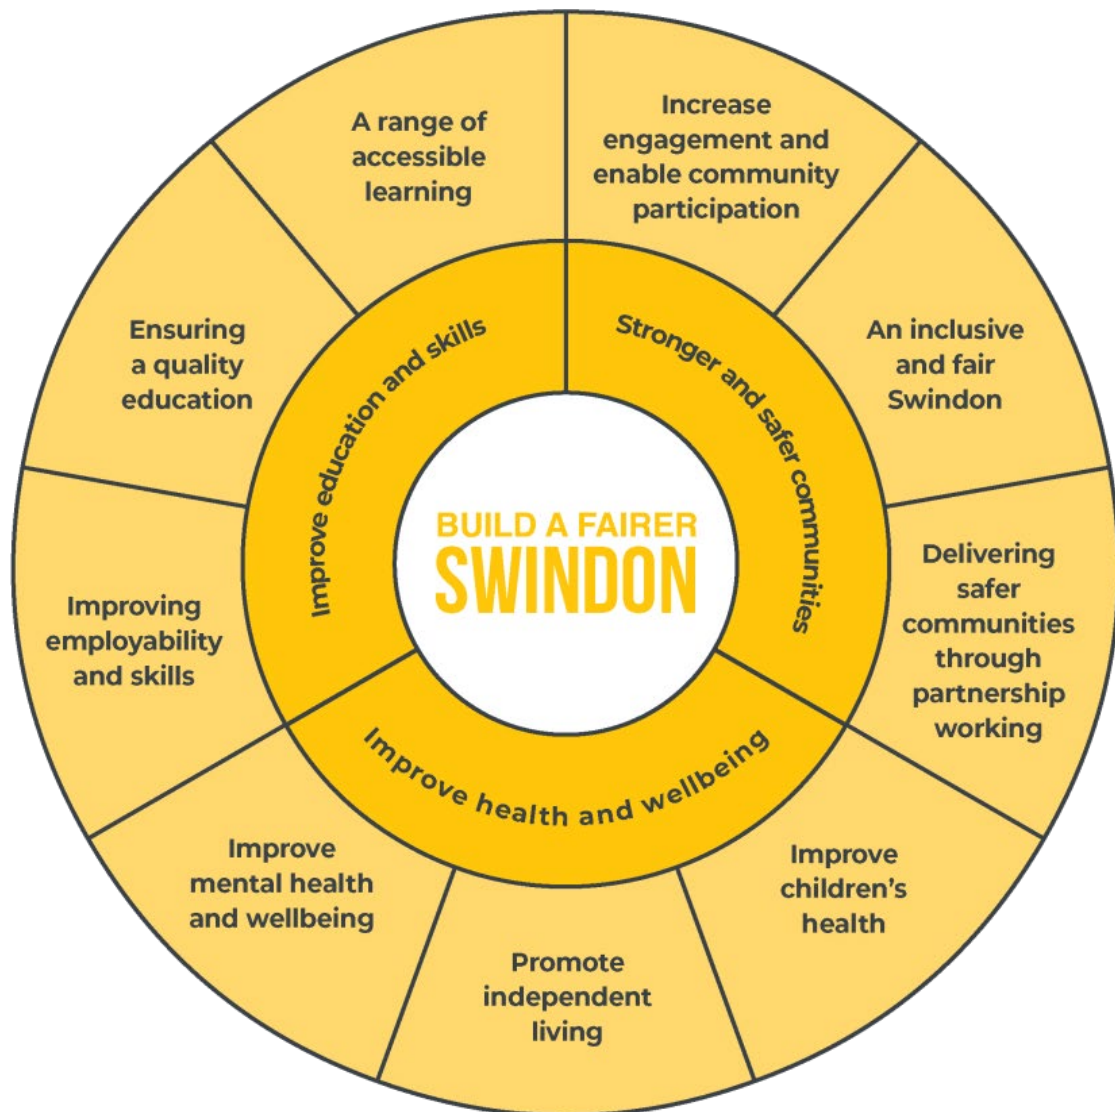 BUILD A FAIRER
SWINDON
Stronger and safer communities
Improve health and wellbeing
Improve education and skills
Increase
engagement and
enable community
participation
An inclusive
and fair
Swindon
Delivering
safer
communities
through
partnership
working
Improve
children’s
health
Promote
independent
living
Improve
mental health
and wellbeing
Improving
employability
and skills
Ensuring
a quality
education
A range of
accessible
learning